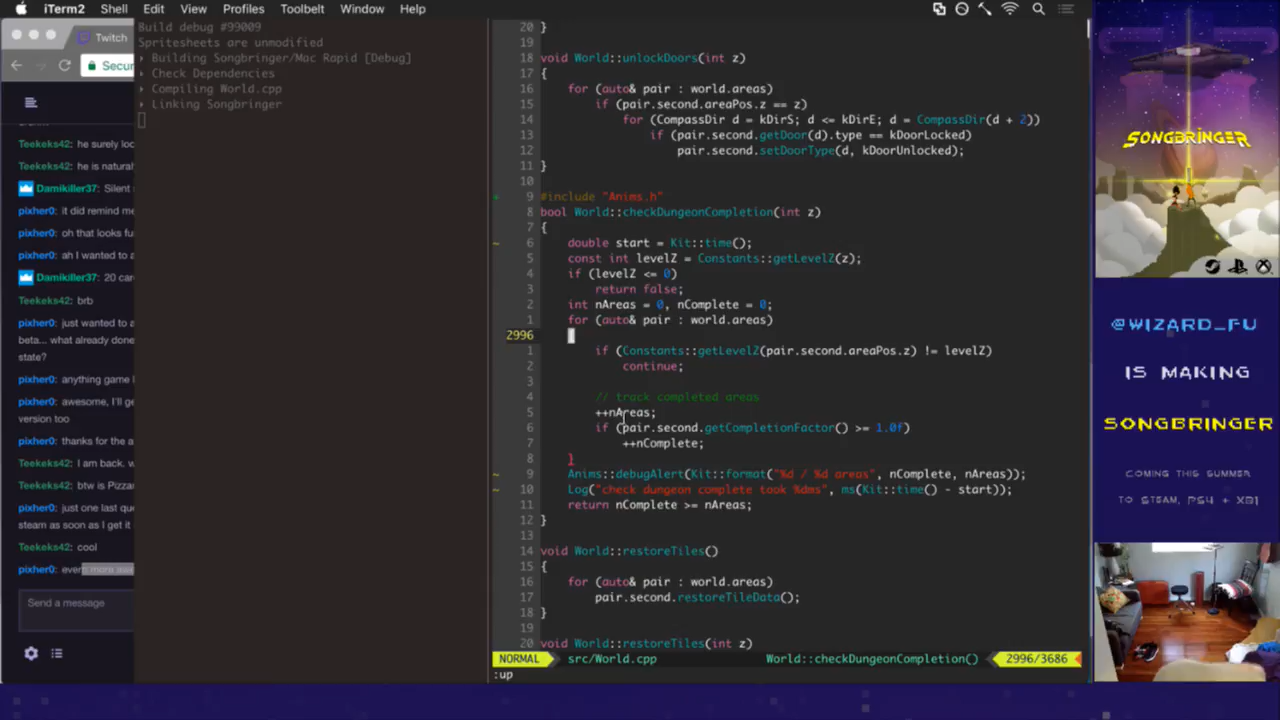 iTerm2 Shell Edit View Profiles Toolbelt Window Help
Twitch
Secur
Teekeks42: he surely loc
Teekeks42: he is natural
Damikiller37: Silent
pixher0: it did remind me
pixher0: oh that looks fu
pixher0: ah I wanted to a
Damikiller37: 20 car
Teekeks42: brb
pixher0: just wanted to a
beta... what already done
state?
pixher0: anything game l
pixher0: awesome, I'll ge
version too
pixher0: thanks for the a
Teekeks42: I am back. w
Teekeks42: btw is Pizzar
pixher0: just one last que
steam as soon as I get it
Teekeks42: cool
pixher0: even more awe
Send a message
Build debug #99009
Spritesheets are unmodified
Building Songbringer/Mac Rapid [Debug]
Check Dependencies
Compiling World.cpp
Linking Songbringer
20 }
19
18 void World::unlockDoors(int z)
17 {
16 for (auto& pair : world.areas)
15 if (pair.second.areaPos.z == z)
14 for (CompassDir d = kDirS; d <= kDirE; d = CompassDir(d + 2))
13 if (pair.second.getDoor(d).type == kDoorLocked)
12 pair.second.setDoorType(d, kDoorUnlocked);
11 }
10
+ 9 #include "Anims.h"
8 bool World::checkDungeonCompletion(int z)
7 {
~ 6 double start = Kit::time();
5 const int levelZ = Constants::getLevelZ(z);
4 if (levelZ <= 0)
3 return false;
2 int nAreas = 0, nComplete = 0;
1 for (auto& pair : world.areas)
2996
1 if (Constants::getLevelZ(pair.second.areaPos.z) != levelZ)
2 continue;
3
4 // track completed areas
5 ++nAreas;
6 if (pair.second.getCompletionFactor() >= 1.0f)
7 ++nComplete;
8 }
~ 9 Anims::debugAlert(Kit::format("%d / %d areas", nComplete, nAreas));
~ 10 Log("check dungeon complete took %dms", ms(Kit::time() - start));
11 return nComplete >= nAreas;
12 }
13
14 void World::restoreTiles()
15 {
16 for (auto& pair : world.areas)
17 pair.second.restoreTileData();
18 }
19
20 void World::restoreTiles(int z)
NORMAL src/World.cpp World::checkDungeonCompletion() 2996/3686
:up
SONGBRINGER
@WIZARD_FU
IS MAKING
SONGBRINGER
COMING THIS SUMMER
TO STEAM, PS4 + XB1